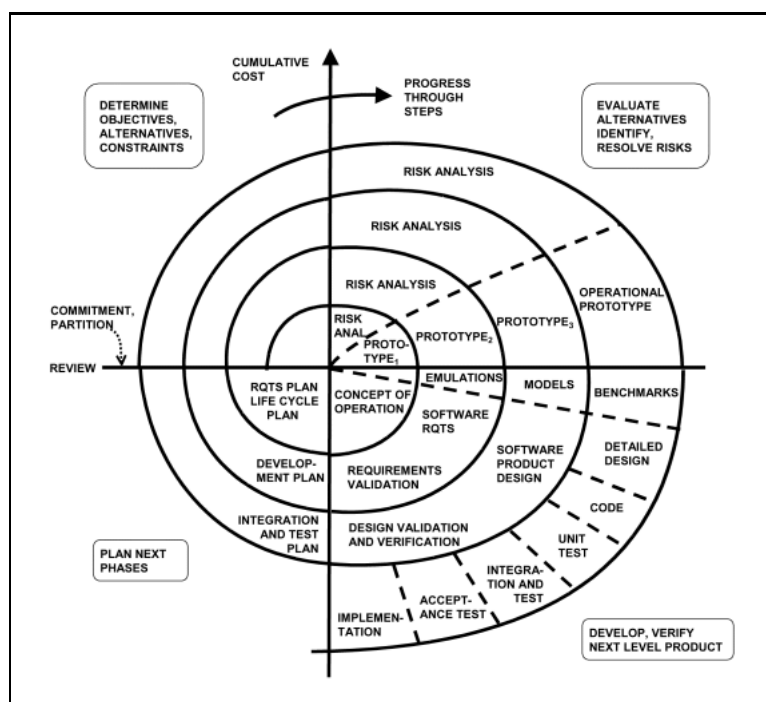 CUMULATIVE
COST
PROGRESS
THROUGH
STEPS
DETERMINE
OBJECTIVES,
ALTERNATIVES,
CONSTRAINTS
EVALUATE
ALTERNATIVES
IDENTIFY,
RESOLVE RISKS
RISK ANALYSIS
RISK ANALYSIS
RISK ANALYSIS
RISK
ANAL.
PROTO-
TYPE1
PROTOTYPE2
PROTOTYPE3
OPERATIONAL
PROTOTYPE
COMMITMENT,
PARTITION
REVIEW
RQTS PLAN
LIFE CYCLE
PLAN
CONCEPT OF
OPERATION
EMULATIONS
MODELS
BENCHMARKS
SOFTWARE
RQTS
SOFTWARE
PRODUCT
DESIGN
DETAILED
DESIGN
DEVELOP-
MENT PLAN
REQUIREMENTS
VALIDATION
CODE
INTEGRATION
AND TEST
PLAN
DESIGN VALIDATION
AND VERIFICATION
UNIT
TEST
PLAN NEXT
PHASES
INTEGRA-
TION AND
TEST
ACCEPT-
ANCE TEST
IMPLEMEN-
TATION
DEVELOP, VERIFY
NEXT LEVEL PRODUCT